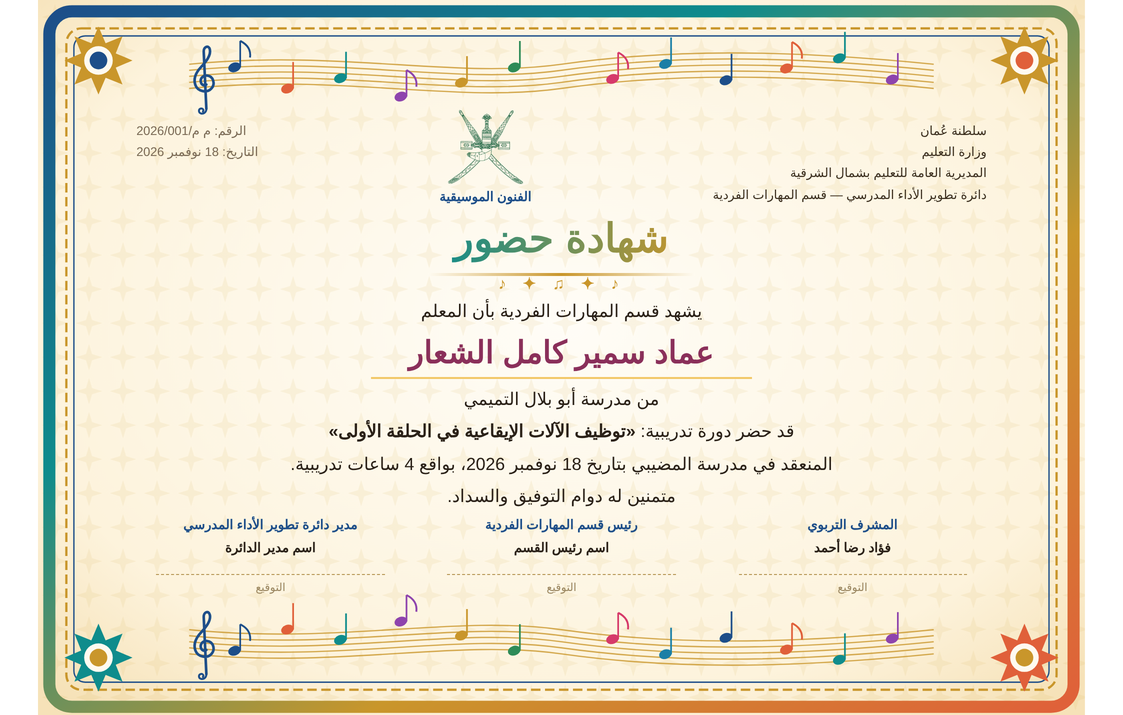 سلطنة عُمان
وزارة التعليم
المديرية العامة للتعليم بشمال الشرقية
دائرة تطوير الأداء المدرسي — قسم المهارات الفردية
الفنون الموسيقية
الرقم: م م/2026/001
التاريخ: 18 نوفمبر 2026
شهادة حضور
يشهد قسم المهارات الفردية بأن المعلم
عماد سمير كامل الشعار
من مدرسة أبو بلال التميمي
قد حضر دورة تدريبية: «توظيف الآلات الإيقاعية في الحلقة الأولى»
المنعقد في مدرسة المضيبي بتاريخ 18 نوفمبر 2026، بواقع 4 ساعات تدريبية.
متمنين له دوام التوفيق والسداد.
المشرف التربوي
فؤاد رضا أحمد
التوقيع
رئيس قسم المهارات الفردية
اسم رئيس القسم
التوقيع
مدير دائرة تطوير الأداء المدرسي
اسم مدير الدائرة
التوقيع